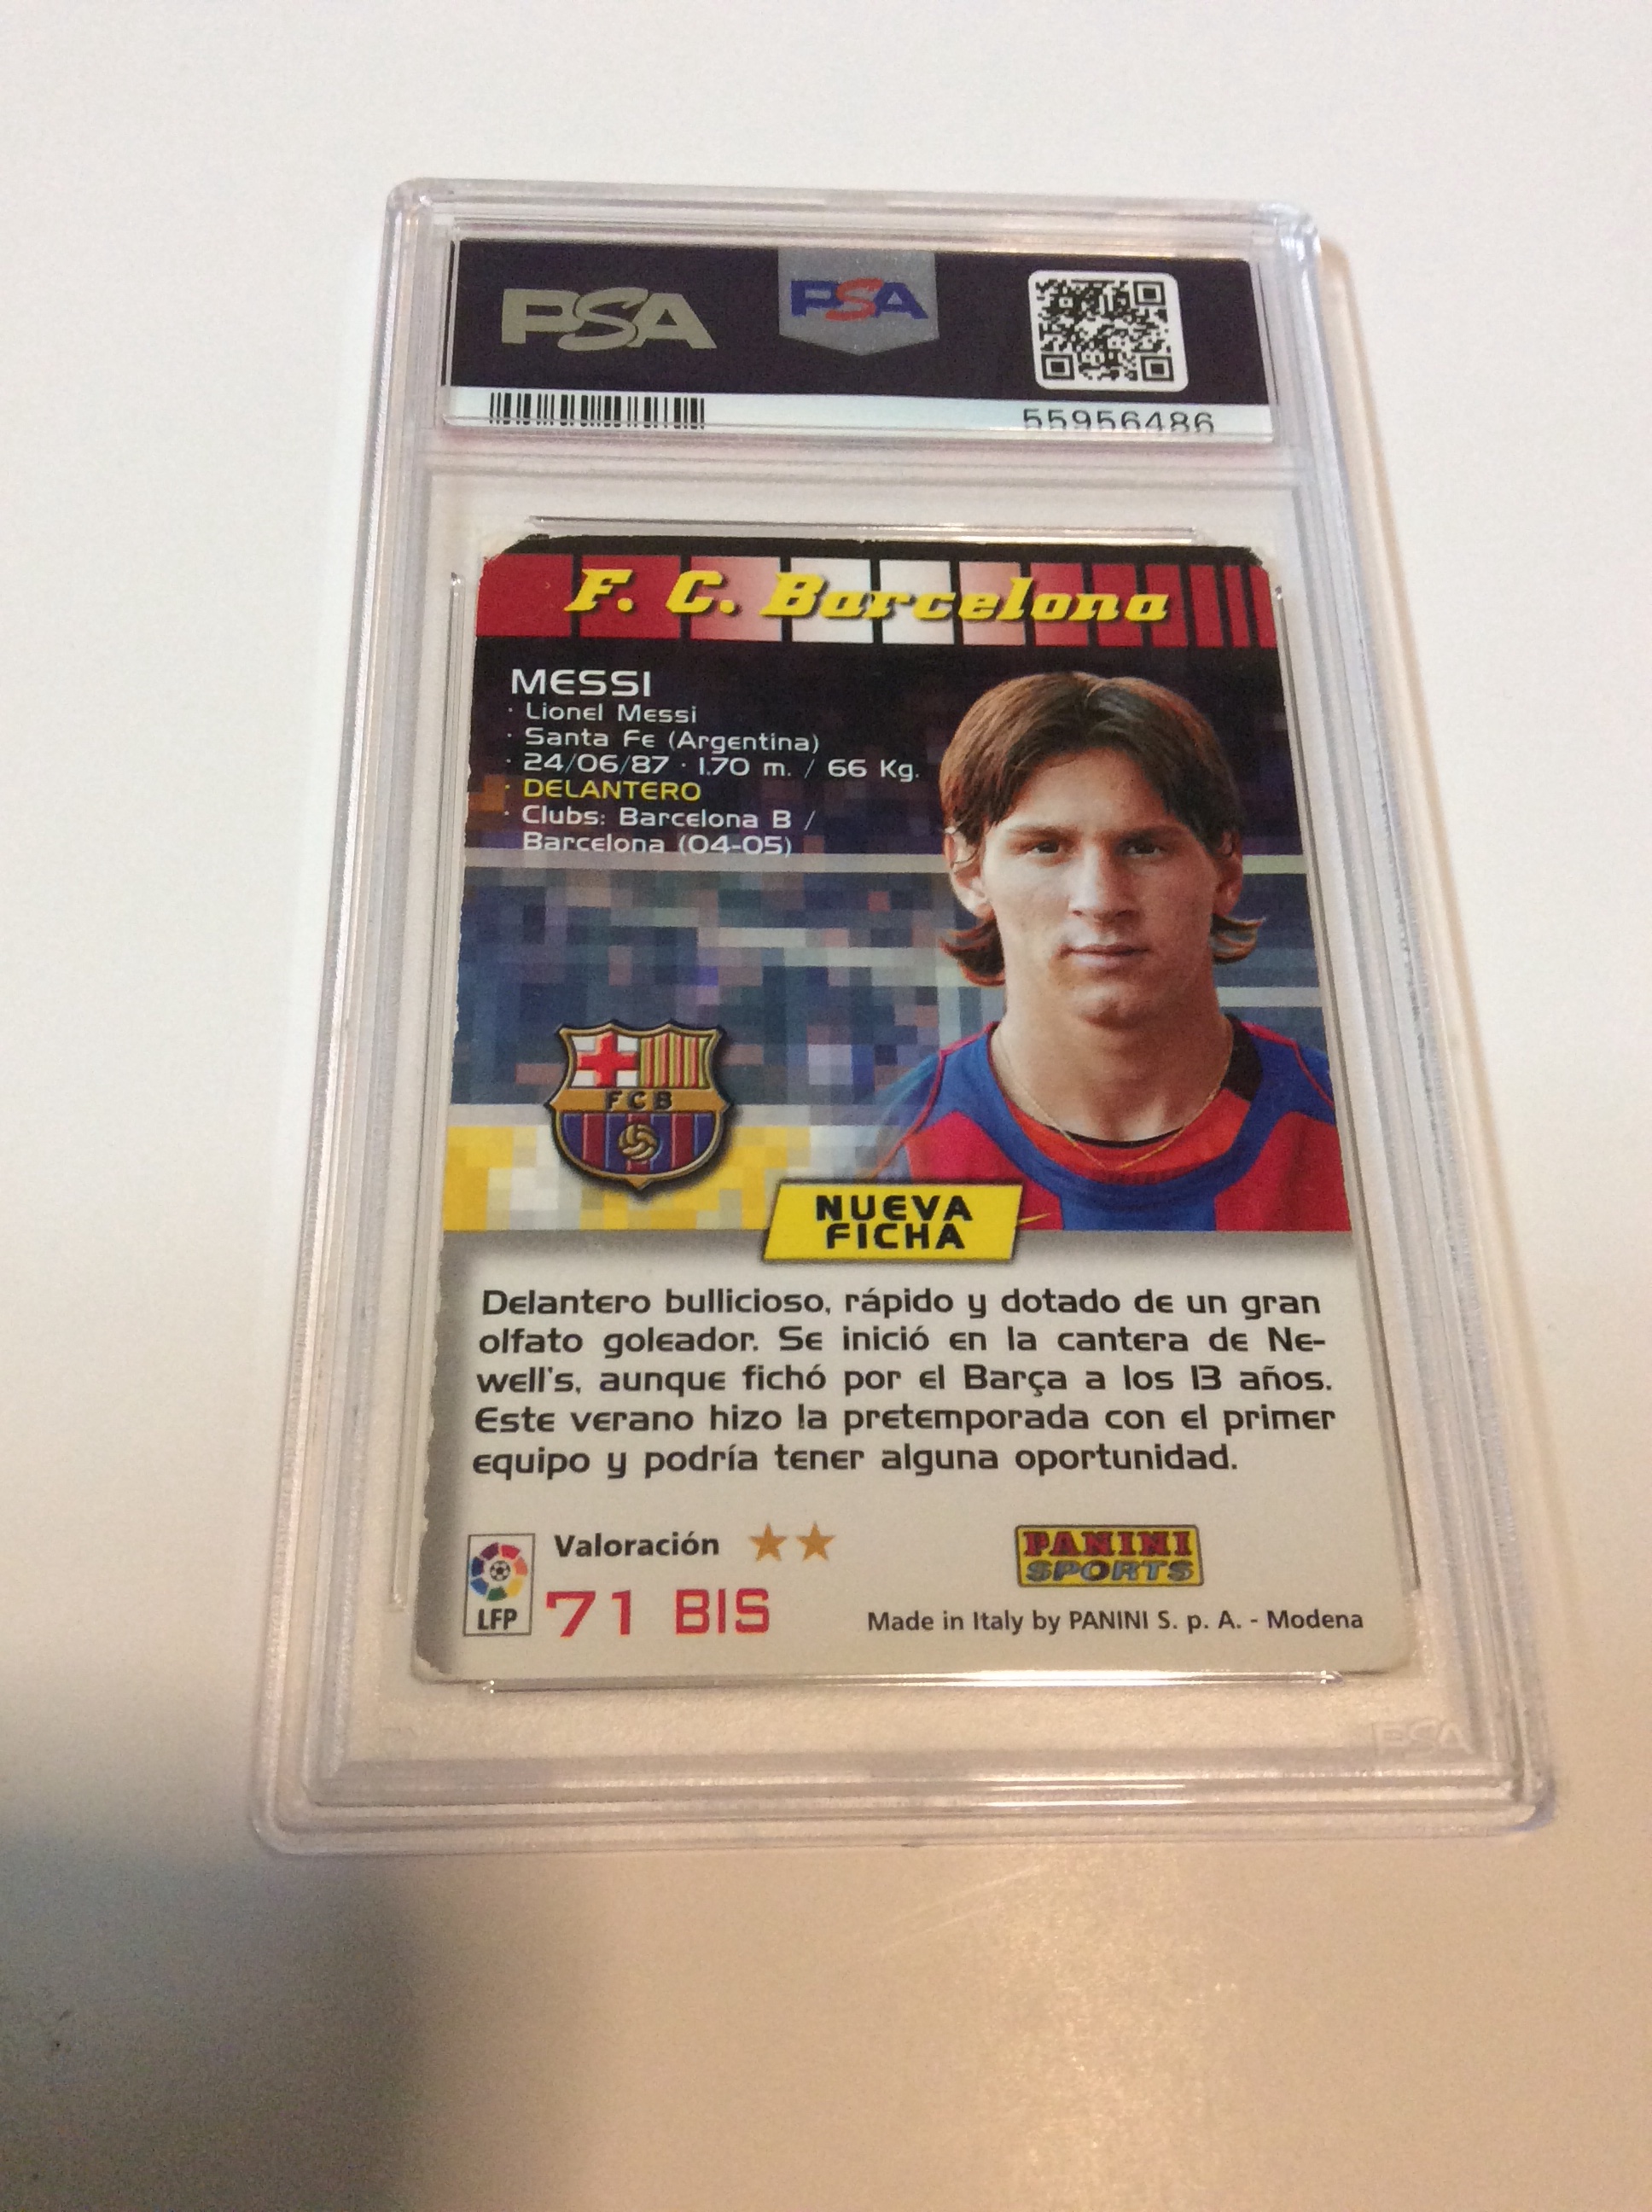 PSA PSA
55956486
F. C. Barcelona
MESSI
· Lionel Messi
· Santa Fe (Argentina)
· 24/06/87 · 1.70 m. / 66 Kg.
· DELANTERO
· Clubs: Barcelona B /
Barcelona (04-05)
FCB
NUEVA
FICHA
Delantero bullicioso, rápido y dotado de un gran
olfato goleador. Se inició en la cantera de Ne-
well's, aunque fichó por el Barça a los 13 años.
Este verano hizo la pretemporada con el primer
equipo y podría tener alguna oportunidad.
Valoración
LFP
71 BIS
PANINI
SPORTS
Made in Italy by PANINI S. p. A. - Modena
PSA